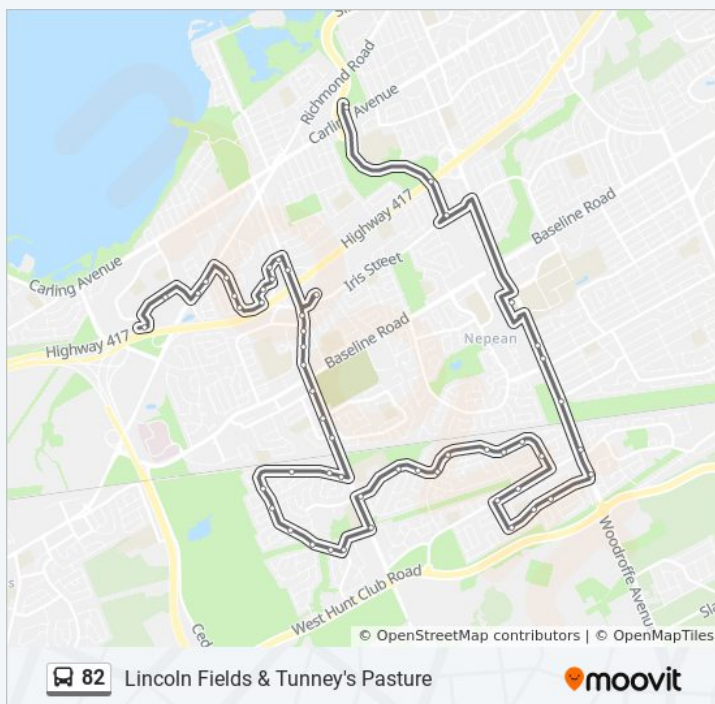 Richmond Road
Carling Avenue
Highway 417
Baseline Road
Iris Street
Carling Avenue
Highway 417
Baseline Road
Nepean
Woodroffe Avenue
West Hunt Club Road
© OpenStreetMap contributors | © OpenMapTiles
82 Lincoln Fields & Tunney's Pasture
moovit